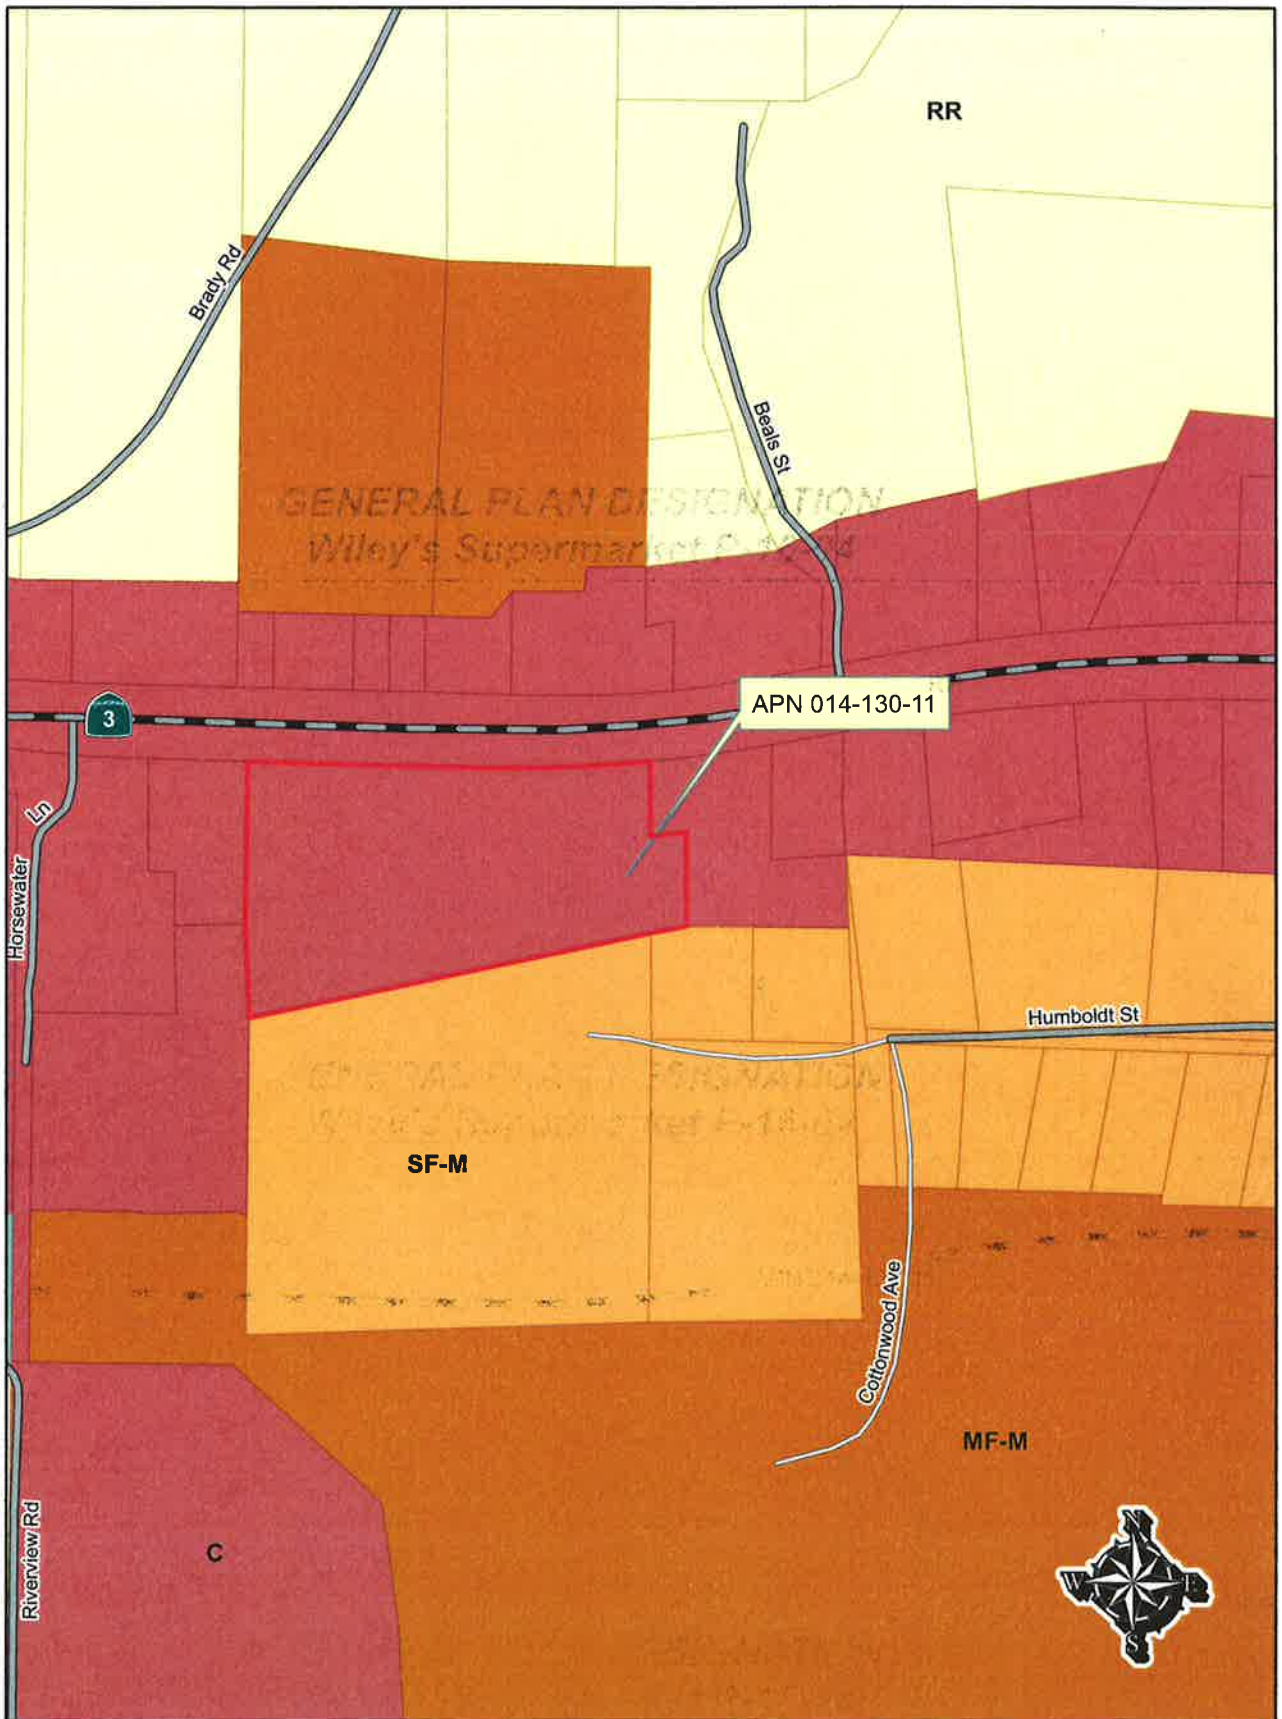 RR
Brady Rd
Beals St
GENERAL PLAN DESIGNATION
Wiley's Supermarket
3
APN 014-130-11
Horsewater Ln
Humboldt St
SF-M
Cottonwood Ave
MF-M
Riverview Rd
C
N
W E
S